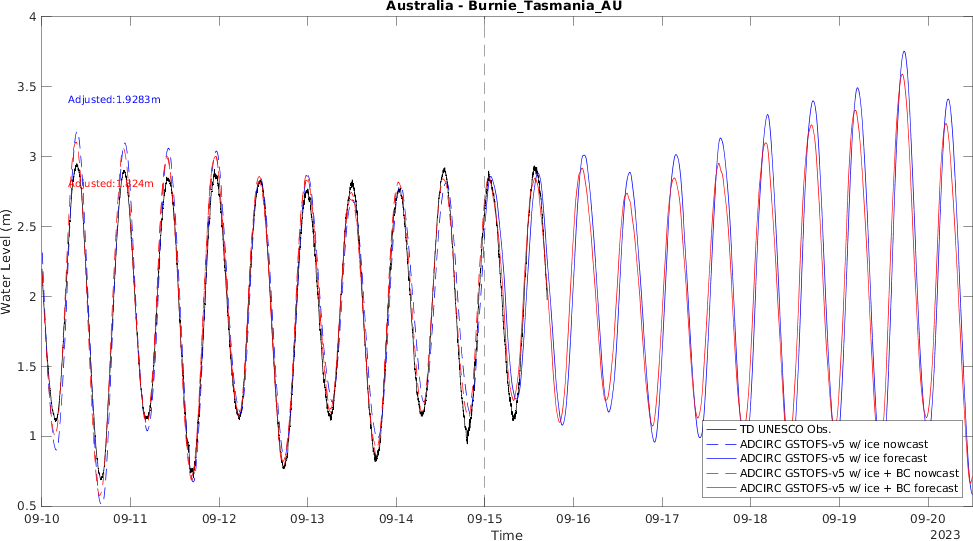 Australia - Burnie_Tasmania_AU
Water Level (m)
4
3.5
3
2.5
2
1.5
1
0.5
Adjusted:1.9283m
TD UNESCO Obs.
ADCIRC GSTOFS-v5 w/ ice nowcast
ADCIRC GSTOFS-v5 w/ ice forecast
ADCIRC GSTOFS-v5 w/ ice + BC nowcast
ADCIRC GSTOFS-v5 w/ ice + BC forecast
09-10 09-11 09-12 09-13 09-14 09-15 09-16 09-17 09-18 09-19 09-20
Time
2023